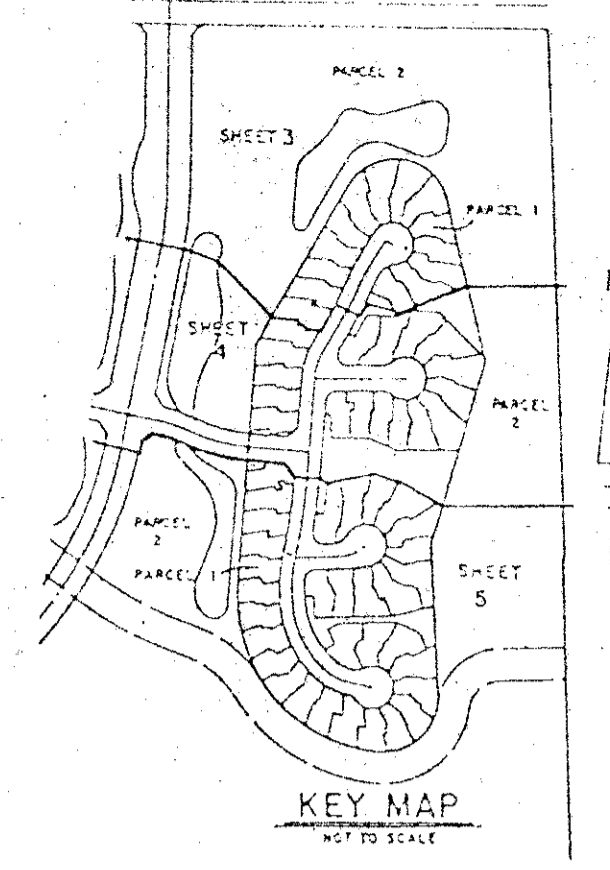 PARCEL 2
SHEET 3
PARCEL 1
SHEET
4
PARCEL
2
PARCEL
2
PARCEL 1
SHEET
5
KEY MAP
NOT TO SCALE